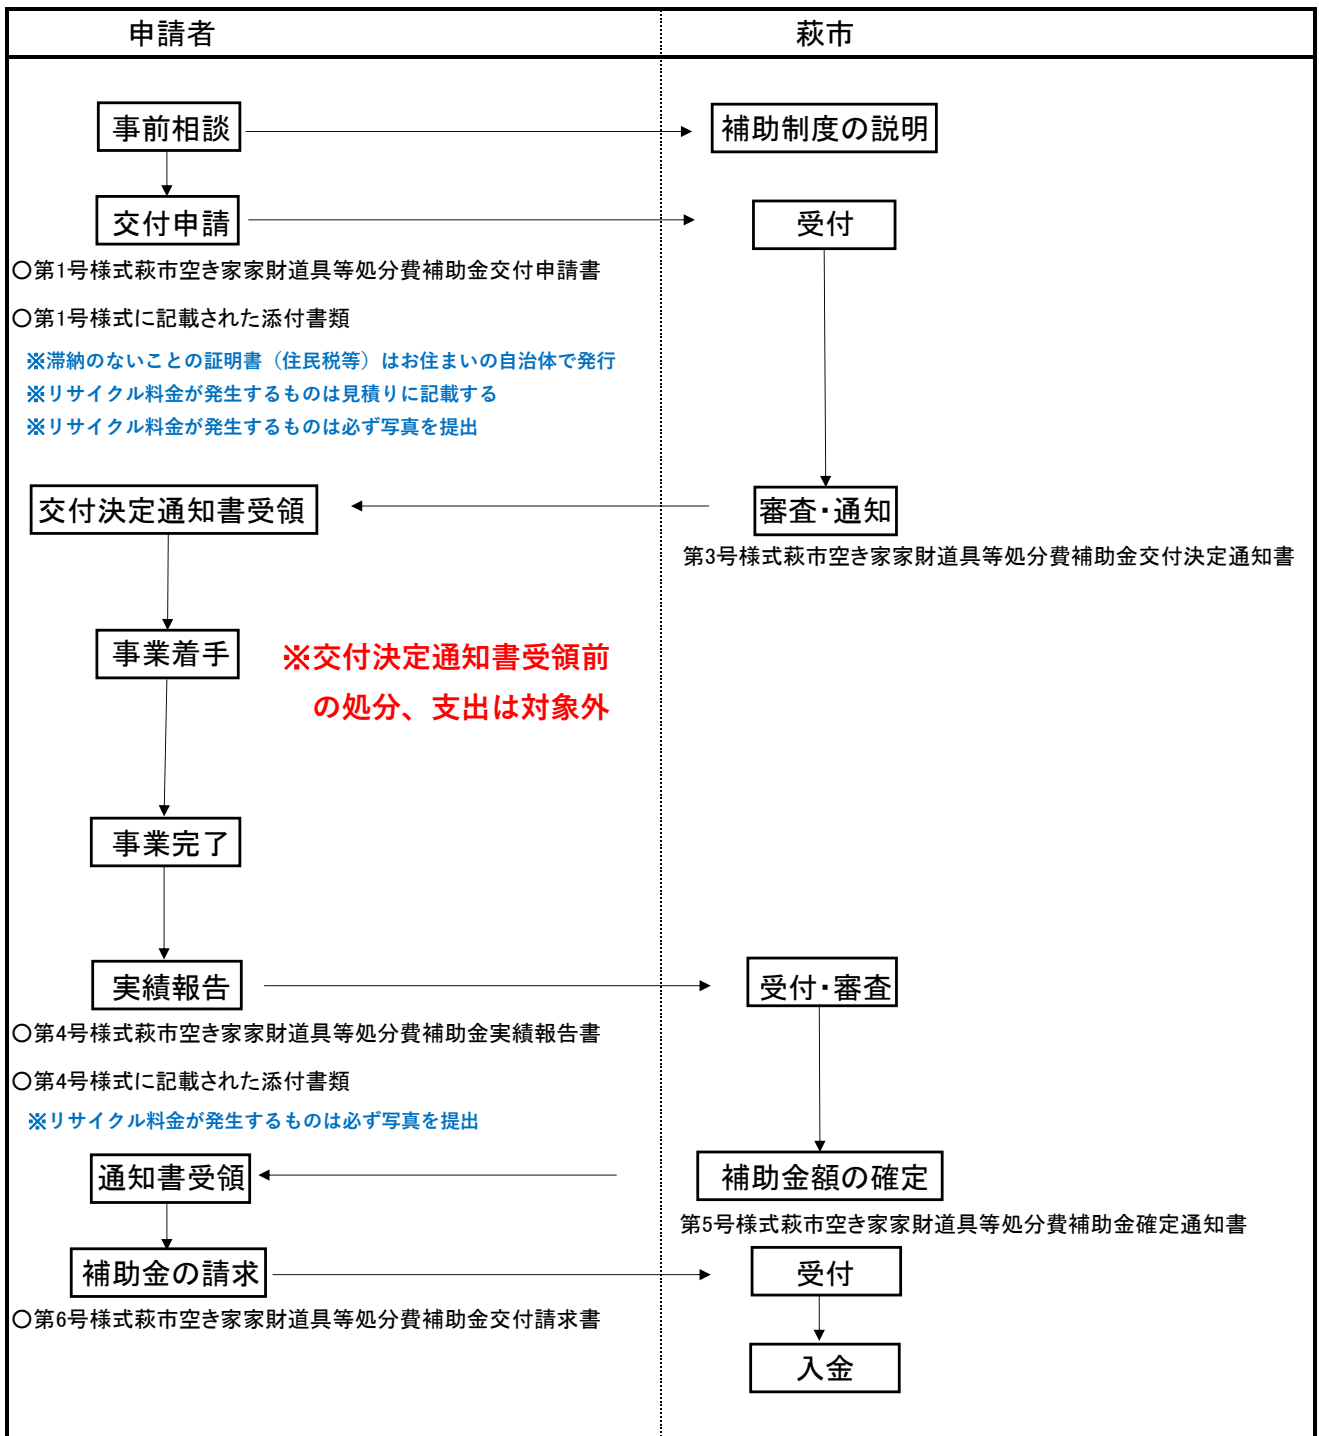 申請者
萩市
事前相談
補助制度の説明
交付申請
受付
〇第1号様式萩市空き家家財道具等処分費補助金交付申請書
〇第1号様式に記載された添付書類
※滞納のないことの証明書（住民税等）はお住まいの自治体で発行
※リサイクル料金が発生するものは見積りに記載する
※リサイクル料金が発生するものは必ず写真を提出
交付決定通知書受領
審査・通知
第3号様式萩市空き家家財道具等処分費補助金交付決定通知書
事業着手
※交付決定通知書受領前
の処分、支出は対象外
事業完了
実績報告
受付・審査
〇第4号様式萩市空き家家財道具等処分費補助金実績報告書
〇第4号様式に記載された添付書類
※リサイクル料金が発生するものは必ず写真を提出
通知書受領
補助金額の確定
第5号様式萩市空き家家財道具等処分費補助金確定通知書
補助金の請求
受付
〇第6号様式萩市空き家家財道具等処分費補助金交付請求書
入金